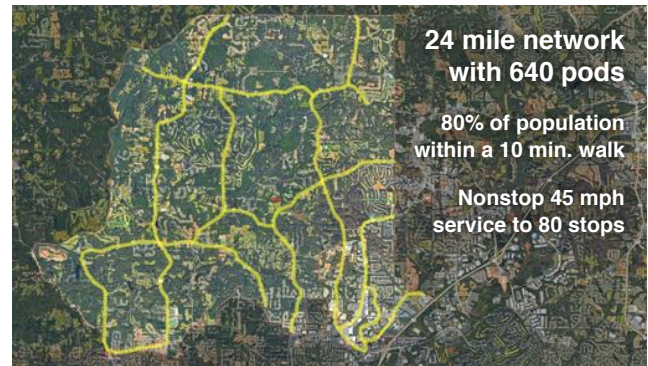 24 mile network
with 640 pods
80% of population
within a 10 min. walk
Nonstop 45 mph
service to 80 stops